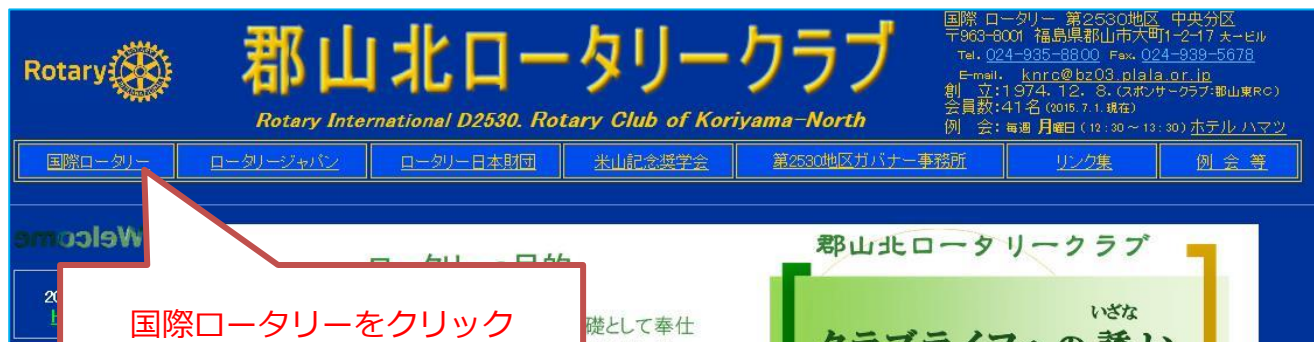 Rotary
郡山北ロータリークラブ
Rotary International D2530. Rotary Club of Koriyama-North
国際 ロータリー 第2530地区 中央分区
〒963-8001 福島県郡山市大町1-2-17 大一ビル
Tel. 024-935-8800 Fax. 024-939-5678
E-mail. knrc@bz03.plala.or.jp
創 立:1974. 12. 8. (スポンサークラブ:郡山東RC)
会員数:41名 (2015. 7. 1. 現在)
例 会: 毎週 月曜日 (12:30~13:30) ホテル ハマツ
国際ロータリー ロータリージャパン ロータリー日本財団 米山記念奨学会 第2530地区ガバナー事務所 リンク集 例 会 等
Welcome
郡山北ロータリークラブ
いざな
国際ロータリーをクリック
礎として奉仕